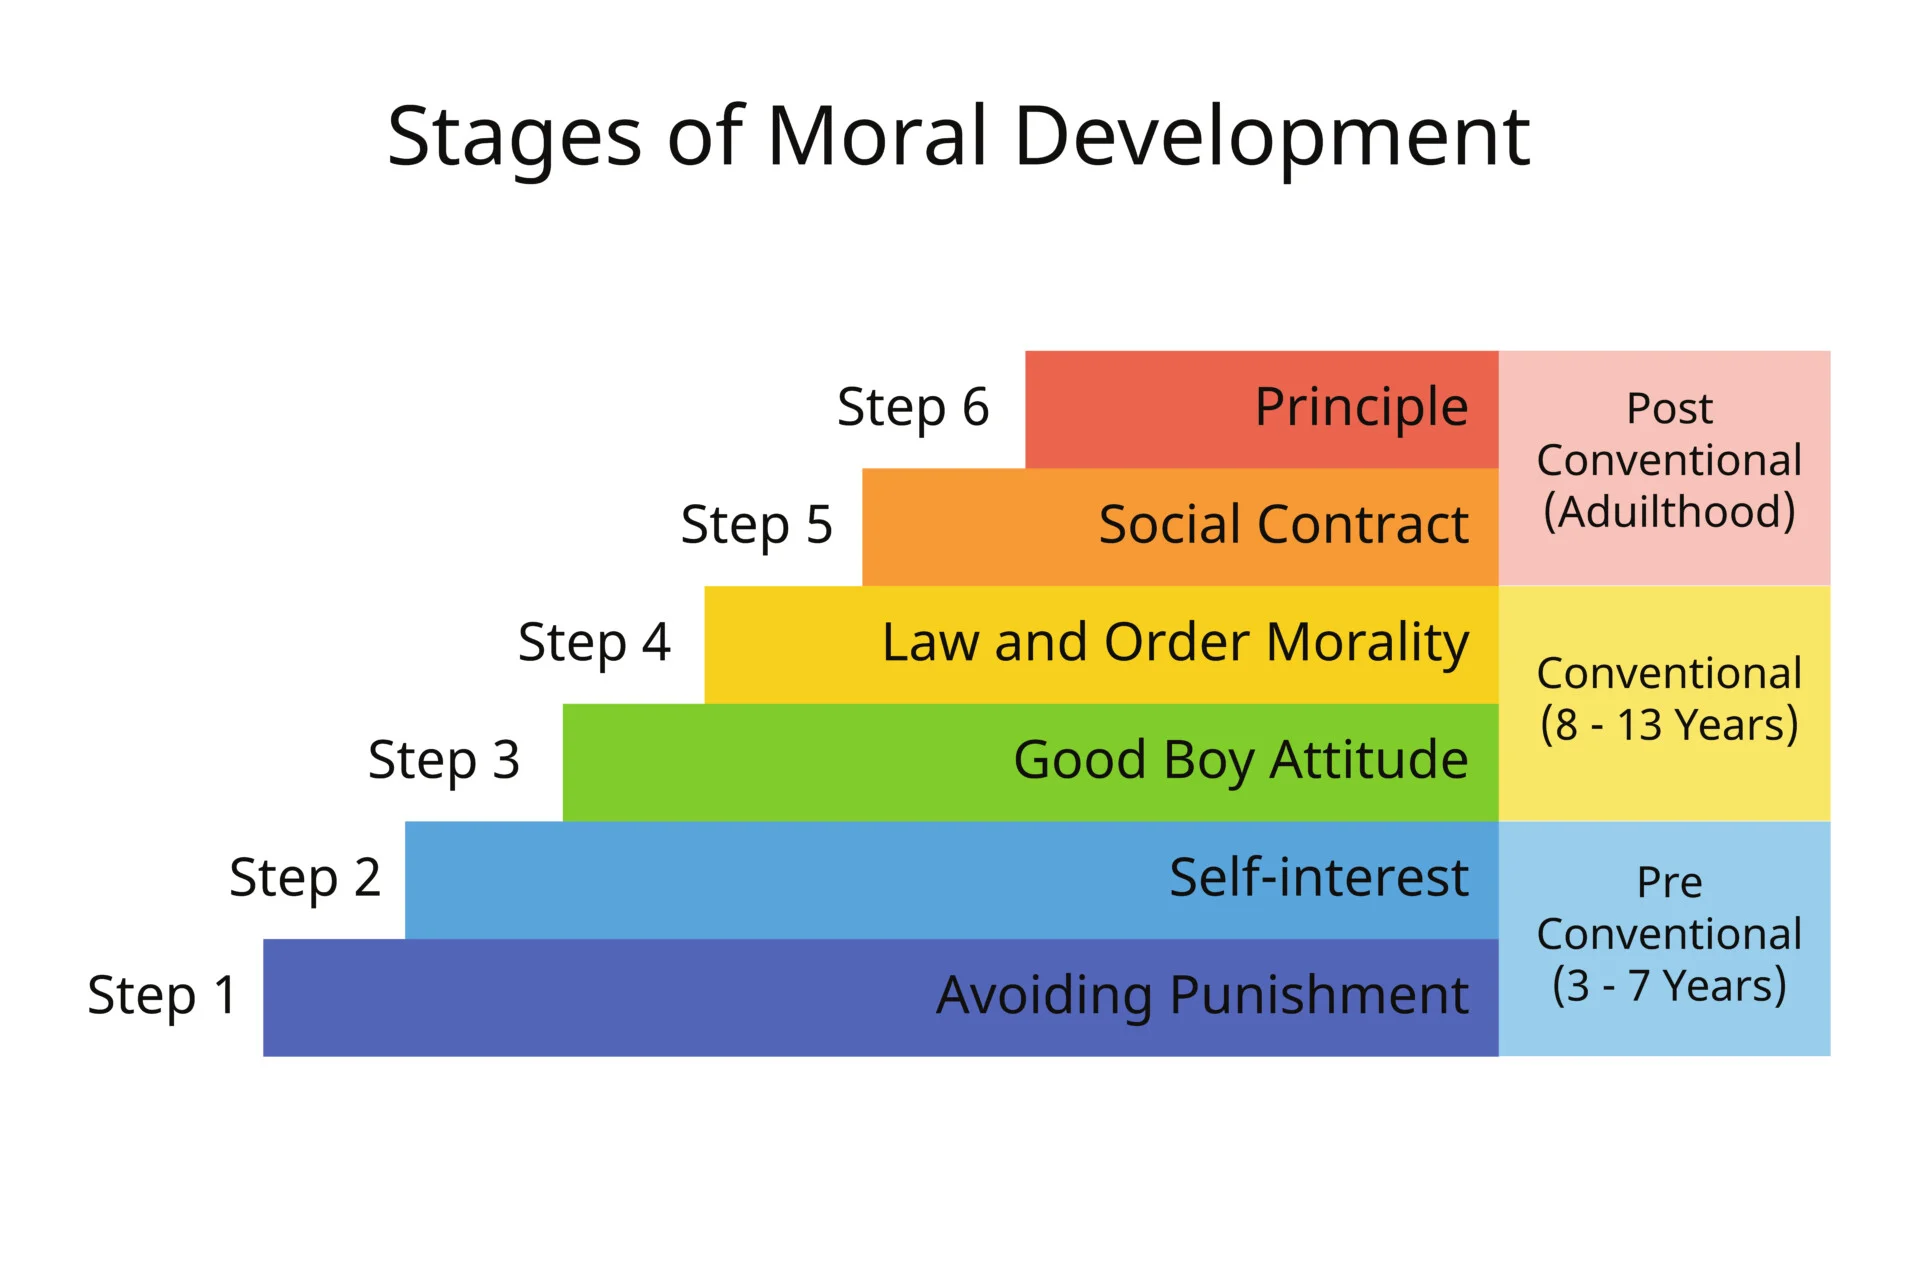 Stages of Moral Development
Step 6
Principle
Post
Conventional
(Aduilthood)
Step 5
Social Contract
Step 4
Law and Order Morality
Conventional
(8 - 13 Years)
Step 3
Good Boy Attitude
Step 2
Self-interest
Pre
Conventional
(3 - 7 Years)
Step 1
Avoiding Punishment